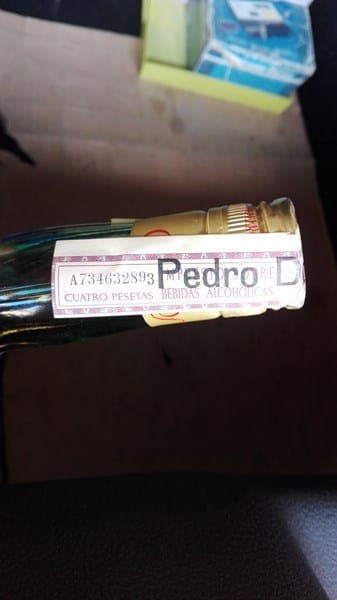 A734632893 Pedro D
CUATRO PESETAS BEBIDAS ALCOHOLICAS